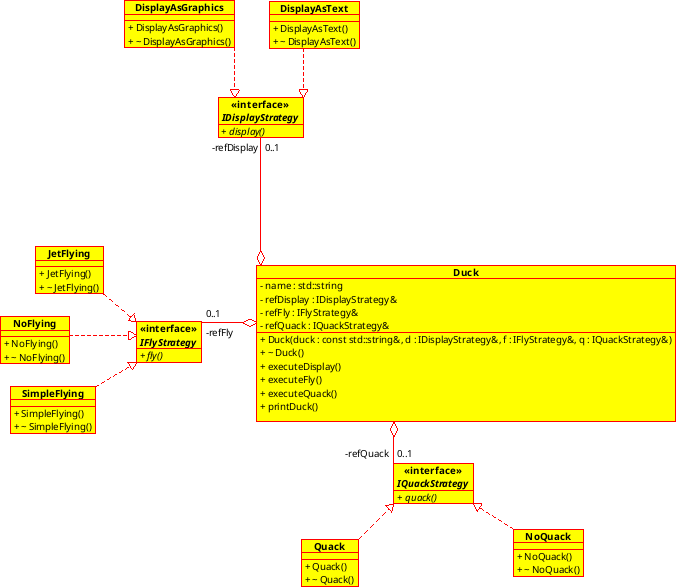 DisplayAsGraphics
+ DisplayAsGraphics()
+ ~ DisplayAsGraphics()
DisplayAsText
+ DisplayAsText()
+ ~ DisplayAsText()
«interface»
IDisplayStrategy
+ display()
-refDisplay 0..1
JetFlying
+ JetFlying()
+ ~ JetFlying()
NoFlying
+ NoFlying()
+ ~ NoFlying()
SimpleFlying
+ SimpleFlying()
+ ~ SimpleFlying()
«interface»
IFlyStrategy
+ fly()
0..1
-refFly
Duck
- name : std::string
- refDisplay : IDisplayStrategy&
- refFly : IFlyStrategy&
- refQuack : IQuackStrategy&
+ Duck(duck : const std::string&, d : IDisplayStrategy&, f : IFlyStrategy&, q : IQuackStrategy&)
+ ~ Duck()
+ executeDisplay()
+ executeFly()
+ executeQuack()
+ printDuck()
-refQuack 0..1
«interface»
IQuackStrategy
+ quack()
Quack
+ Quack()
+ ~ Quack()
NoQuack
+ NoQuack()
+ ~ NoQuack()